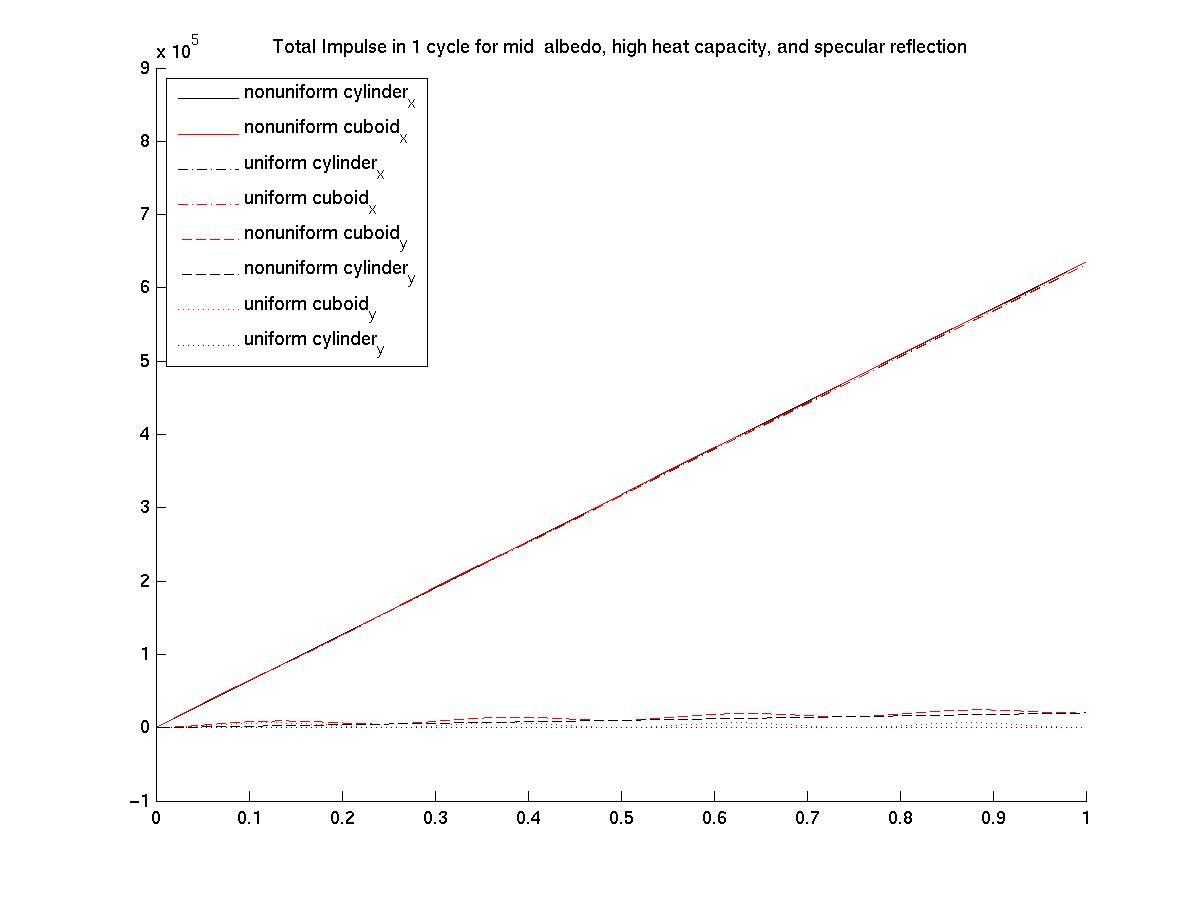 Total Impulse in 1 cycle for mid albedo, high heat capacity, and specular reflection
x 10^5
9
8
7
6
5
4
3
2
1
0
−1
nonuniform cylinder_x
nonuniform cuboid_x
uniform cylinder_x
uniform cuboid_x
nonuniform cuboid_y
nonuniform cylinder_y
uniform cuboid_y
uniform cylinder_y
0 0.1 0.2 0.3 0.4 0.5 0.6 0.7 0.8 0.9 1